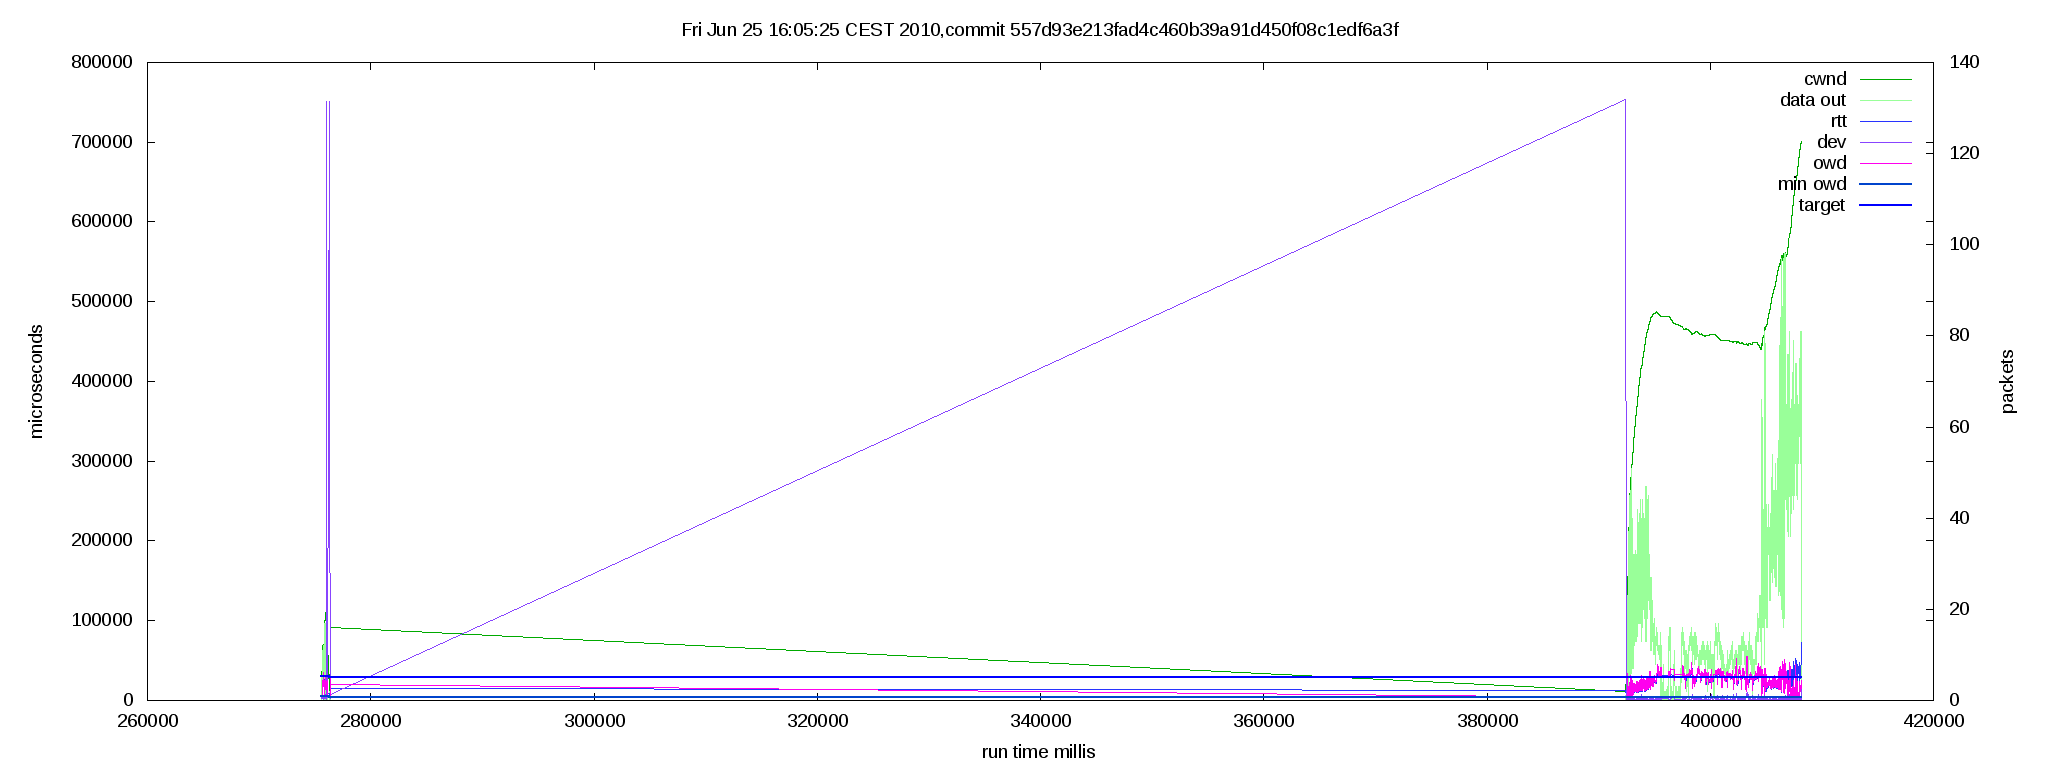 Fri Jun 25 16:05:25 CEST 2010,commit 557d93e213fad4c460b39a91d450f08c1edf6a3f
800000
700000
600000
500000
400000
300000
200000
100000
0
microseconds
140
120
100
80
60
40
20
0
packets
cwnd
data out
rtt
dev
owd
min owd
target
260000 280000 300000 320000 340000 360000 380000 400000 420000
run time millis